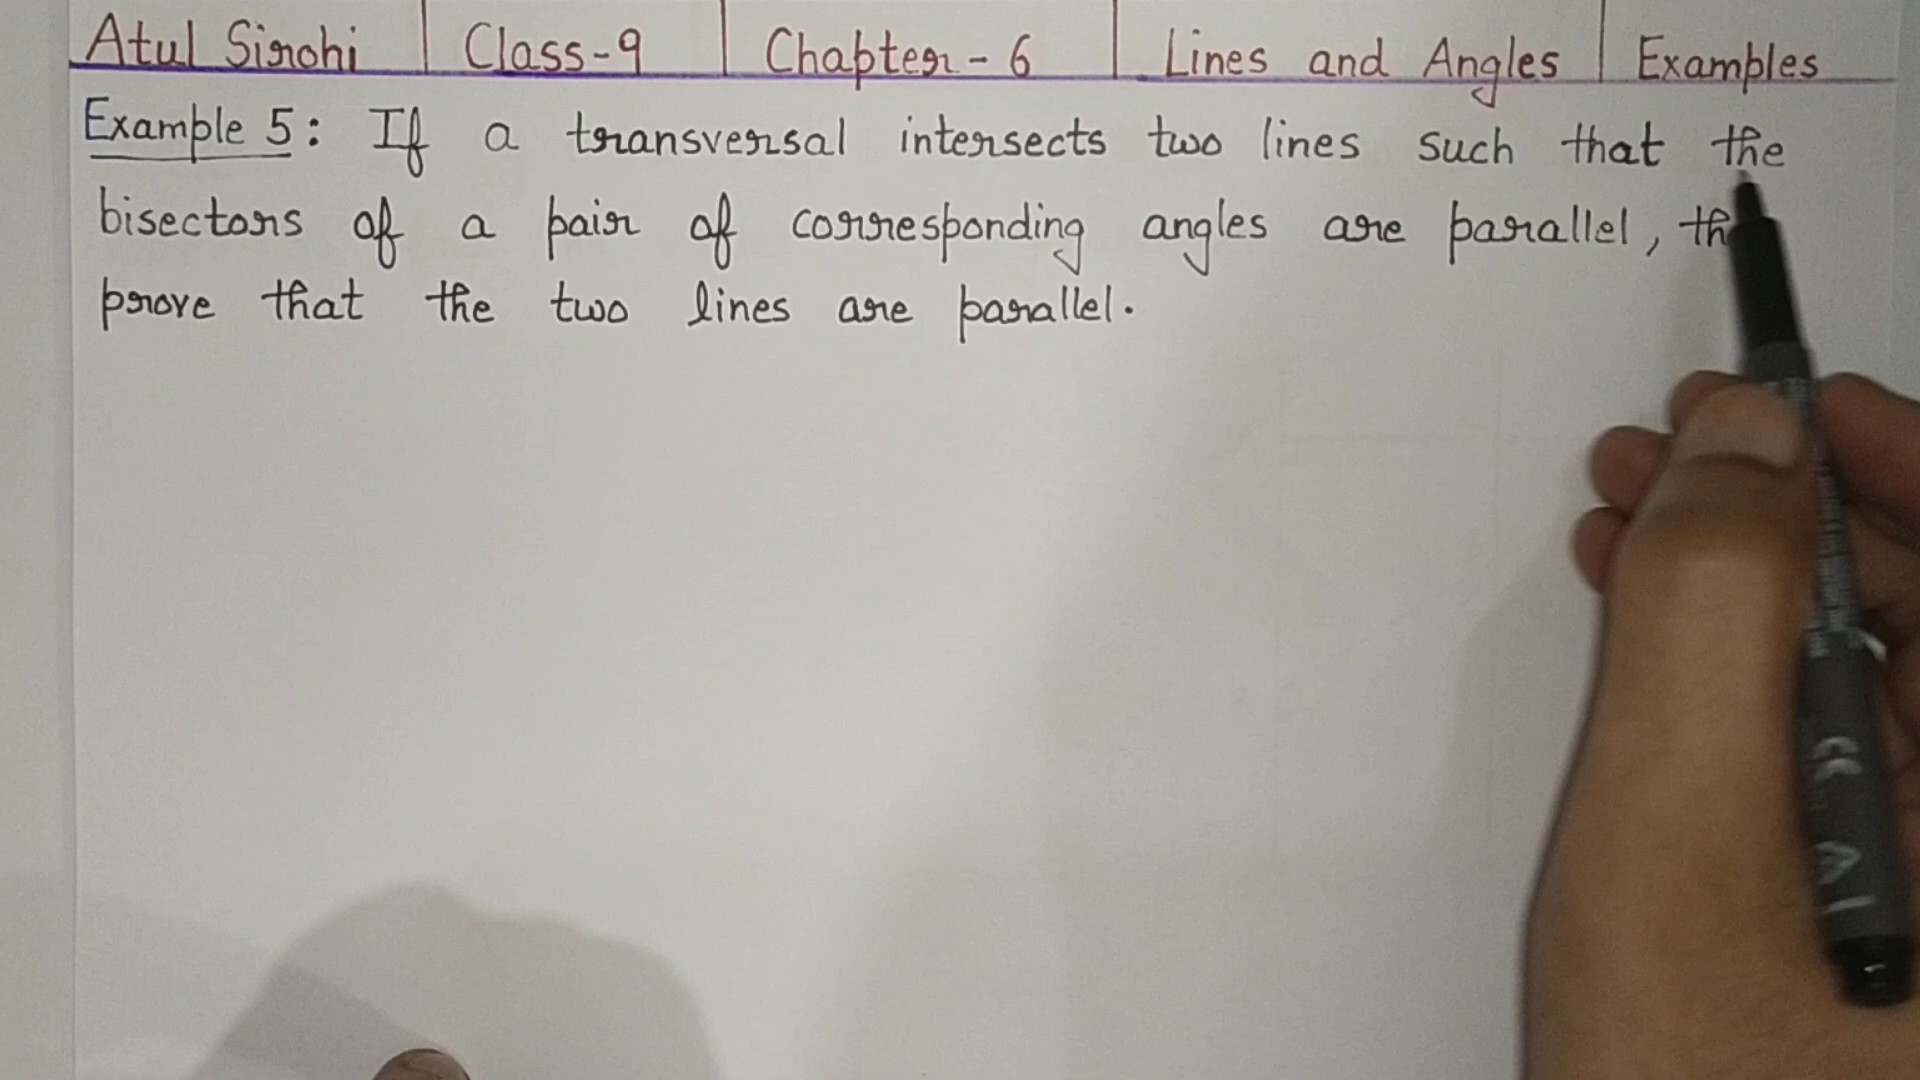 Atul Sirohi | Class-9 | Chapter-6 | Lines and Angles | Examples
Example 5: If a transversal intersects two lines such that the
bisectors of a pair of corresponding angles are parallel,
prove that the two lines are parallel.